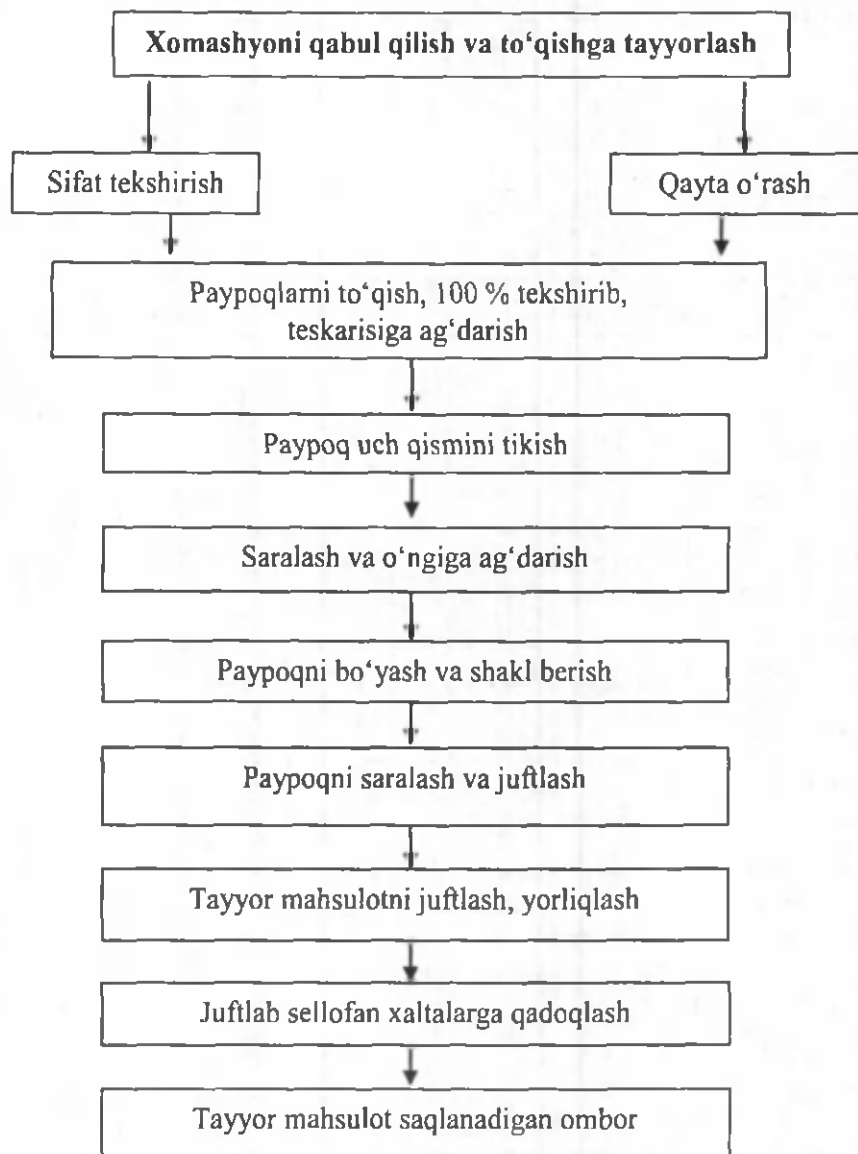 Xomashyoni qabul qilish va to‘qishga tayyorlash
Sifat tekshirish
Qayta o‘rash
Paypoqlarni to‘qish, 100 % tekshirib,
teskarisiga ag‘darish
Paypoq uch qismini tikish
Saralash va o‘ngiga ag‘darish
Paypoqni bo‘yash va shakl berish
Paypoqni saralash va juftlash
Tayyor mahsulotni juftlash, yorliqlash
Juftlab sellofan xaltalarga qadoqlash
Tayyor mahsulot saqlanadigan ombor